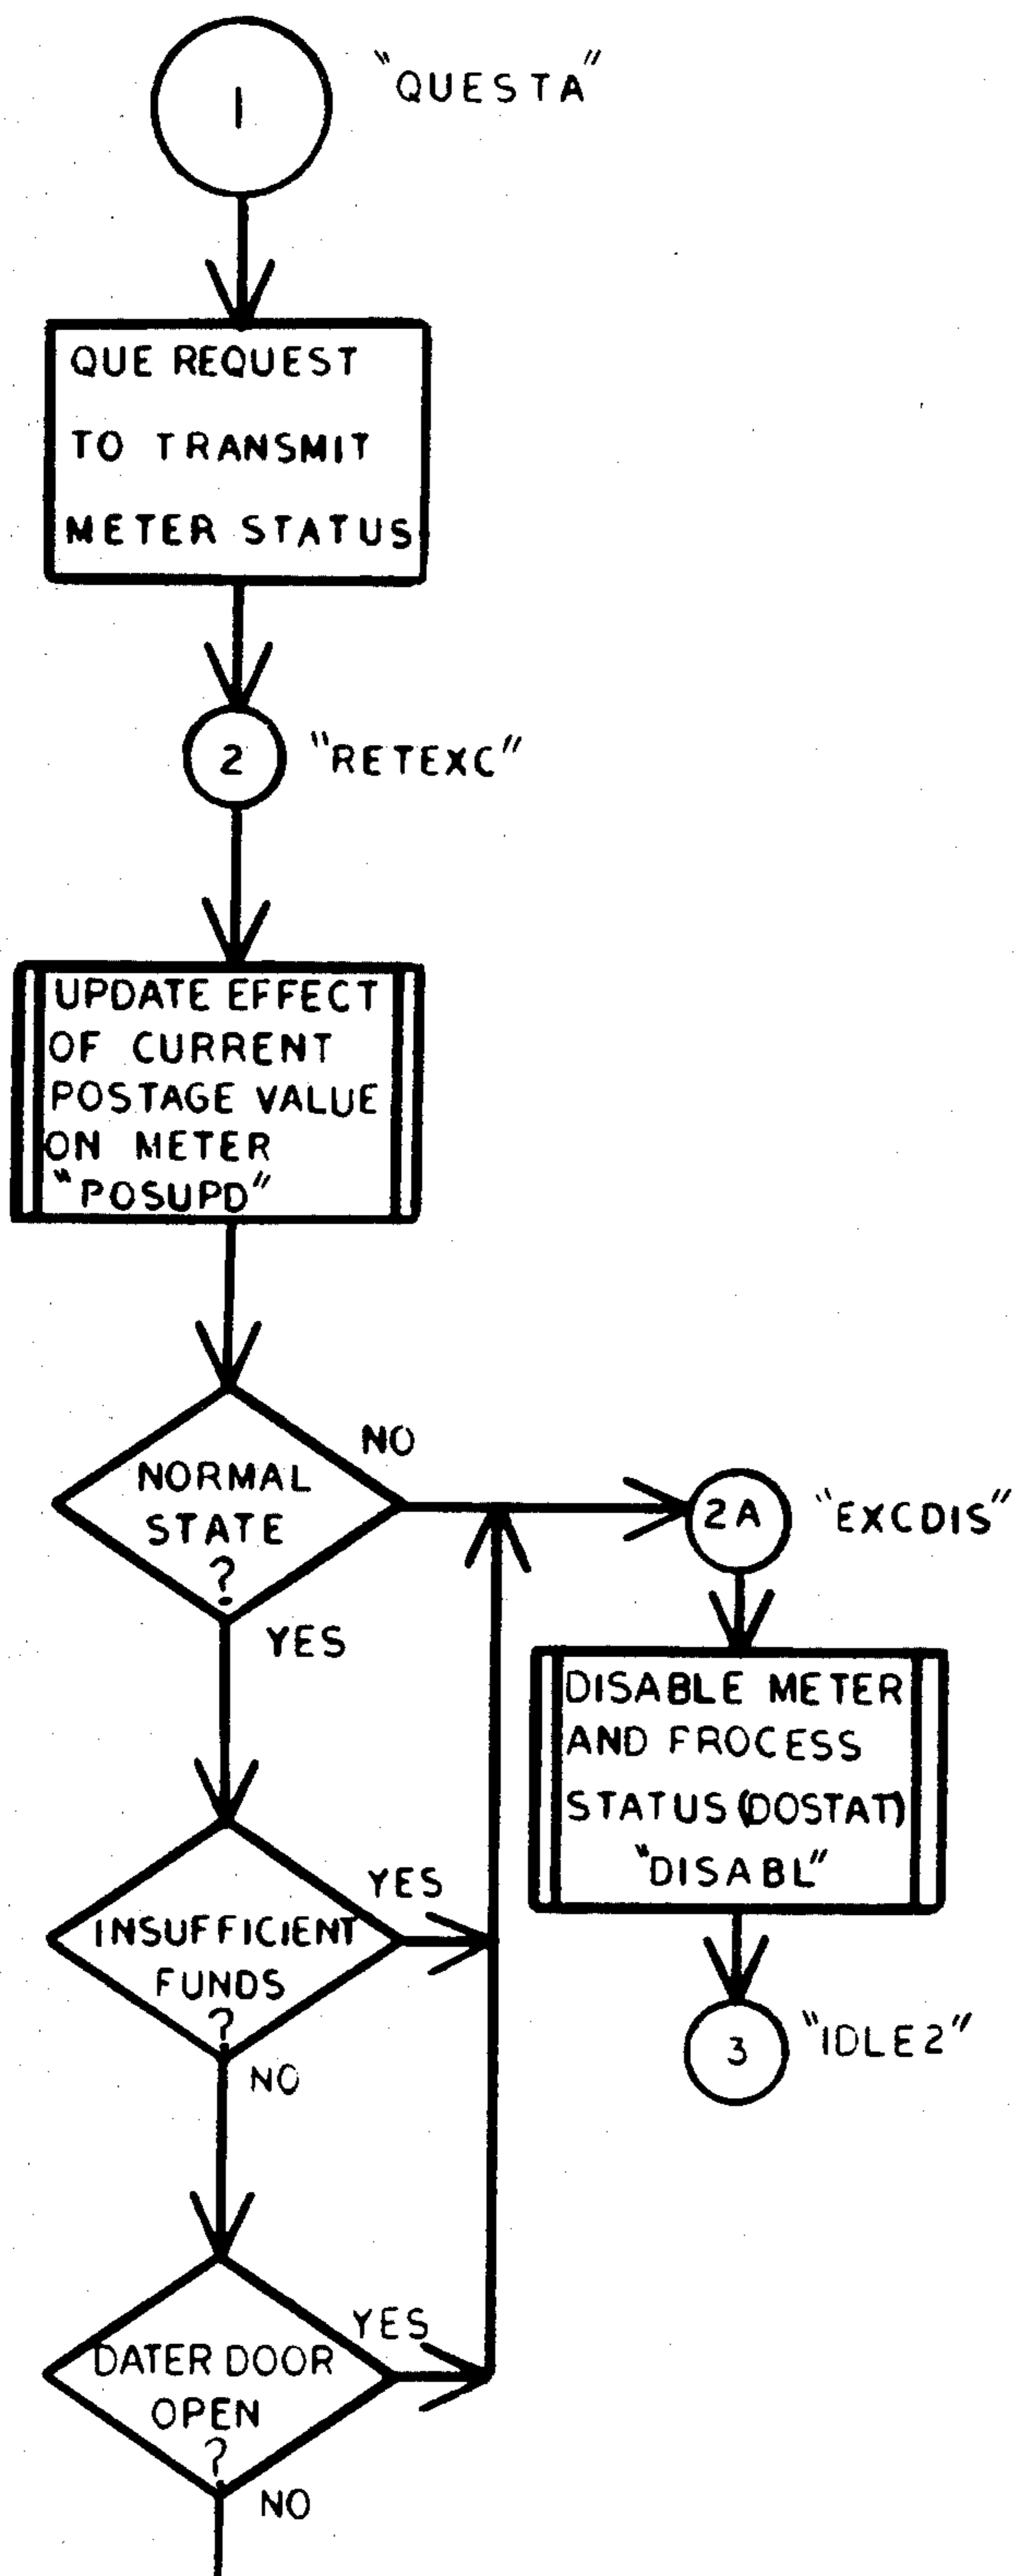 1
"QUESTA"
QUE REQUEST
TO TRANSMIT
METER STATUS
2
"RETEXC"
UPDATE EFFECT
OF CURRENT
POSTAGE VALUE
ON METER
"POSUPD"
NORMAL
STATE
?
NO
YES
2A
"EXCDIS"
DISABLE METER
AND FROCESS
STATUS (DOSTAT)
"DISABL"
3
"IDLE2"
INSUFFICIENT
FUNDS
?
YES
NO
DATER DOOR
OPEN
?
YES
NO